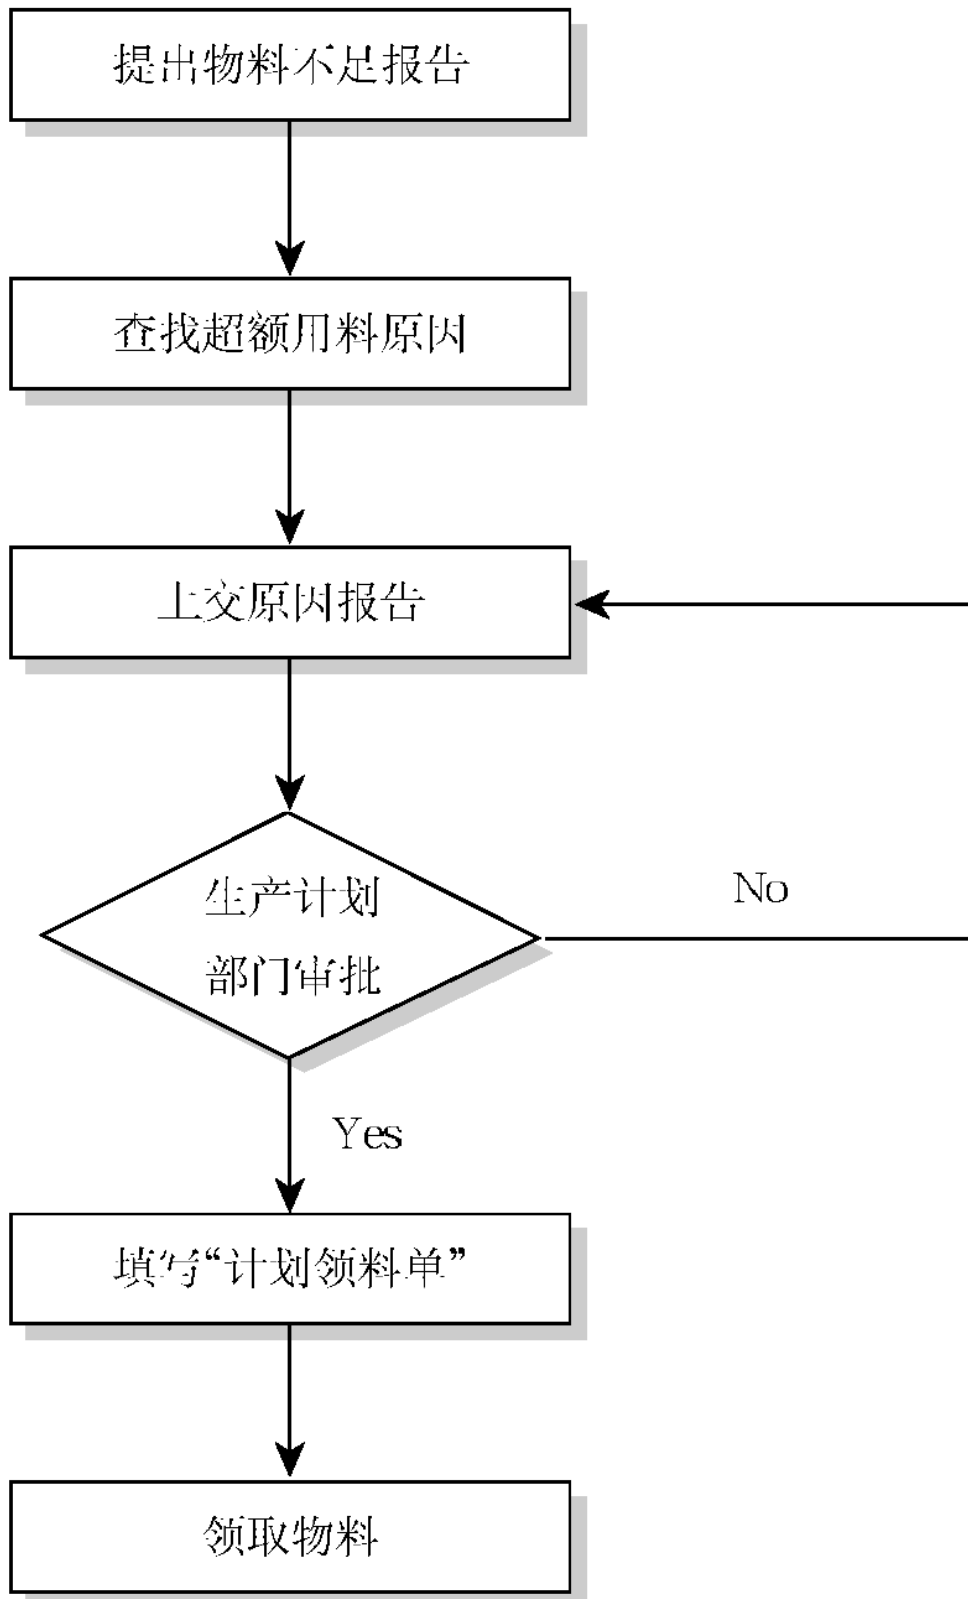 提出物料不足报告
查找超额用料原因
上交原因报告
生产计划
部门审批
No
Yes
填写“计划领料单”
领取物料